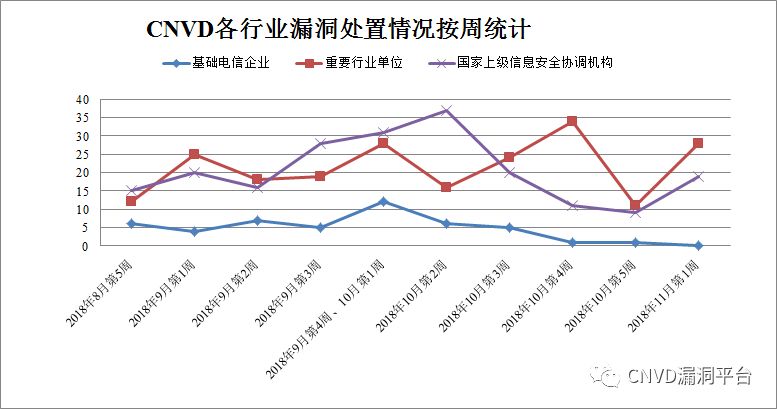 CNVD各行业漏洞处置情况按周统计
基础电信企业 重要行业单位 国家上级信息安全协调机构
40
35
30
25
20
15
10
5
0
2018年8月第5周
2018年9月第1周
2018年9月第2周
2018年9月第3周
2018年9月第4周、10月第1周
2018年10月第2周
2018年10月第3周
2018年10月第4周
2018年10月第5周
2018年11月第1周
CNVD漏洞平台